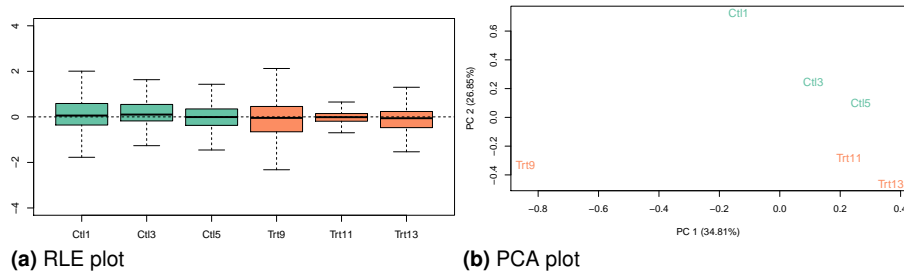 4
2
0
−2
−4
Ctl1 Ctl3 Ctl5 Trt9 Trt11 Trt13
(a) RLE plot
PC 2 (26.85%)
0.6
0.4
0.2
0.0
−0.2
−0.4
Ctl1
Ctl3
Ctl5
Trt11
Trt9
Trt13
−0.8 −0.6 −0.4 −0.2 0.0 0.2 0.4
PC 1 (34.81%)
(b) PCA plot